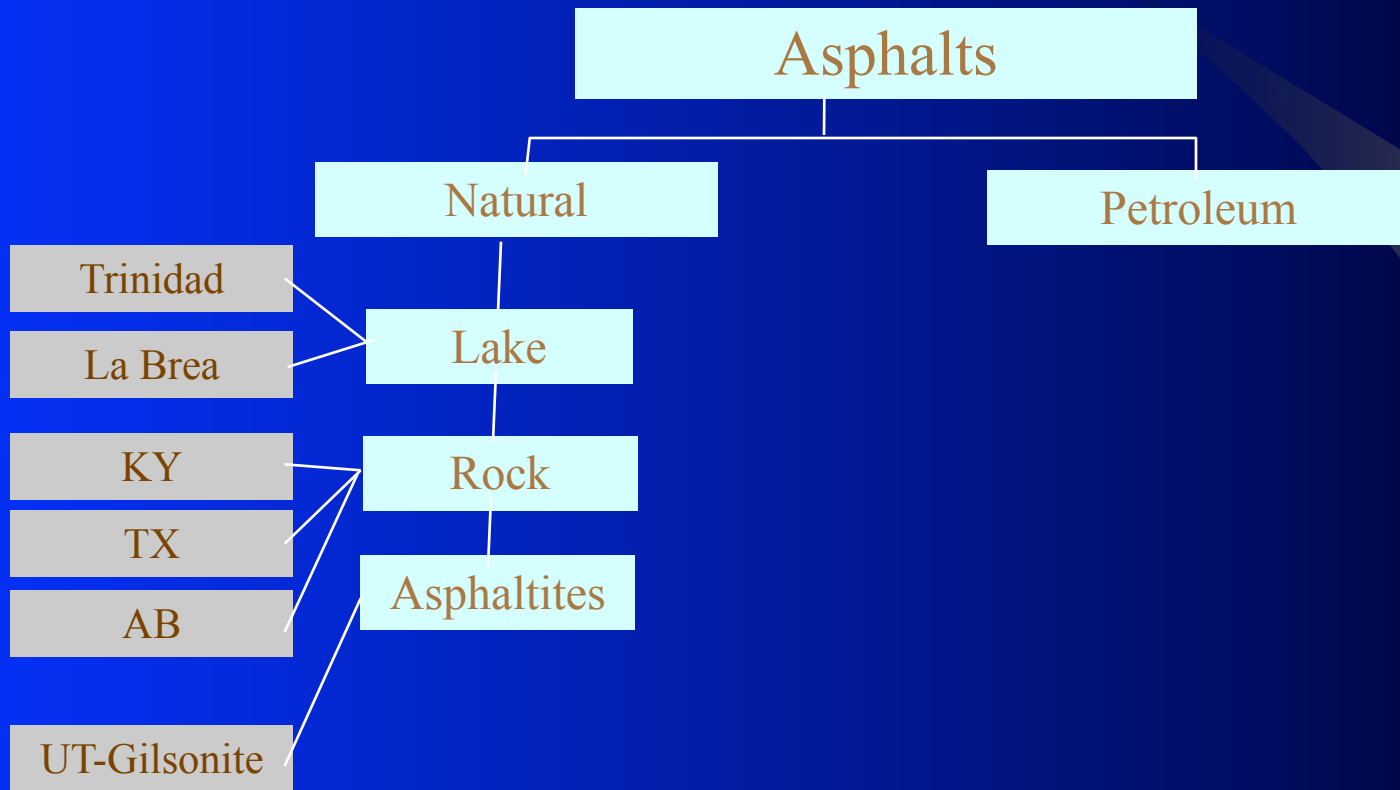 Asphalts
Natural
Petroleum
Trinidad
La Brea
Lake
KY
TX
AB
Rock
Asphaltites
UT-Gilsonite